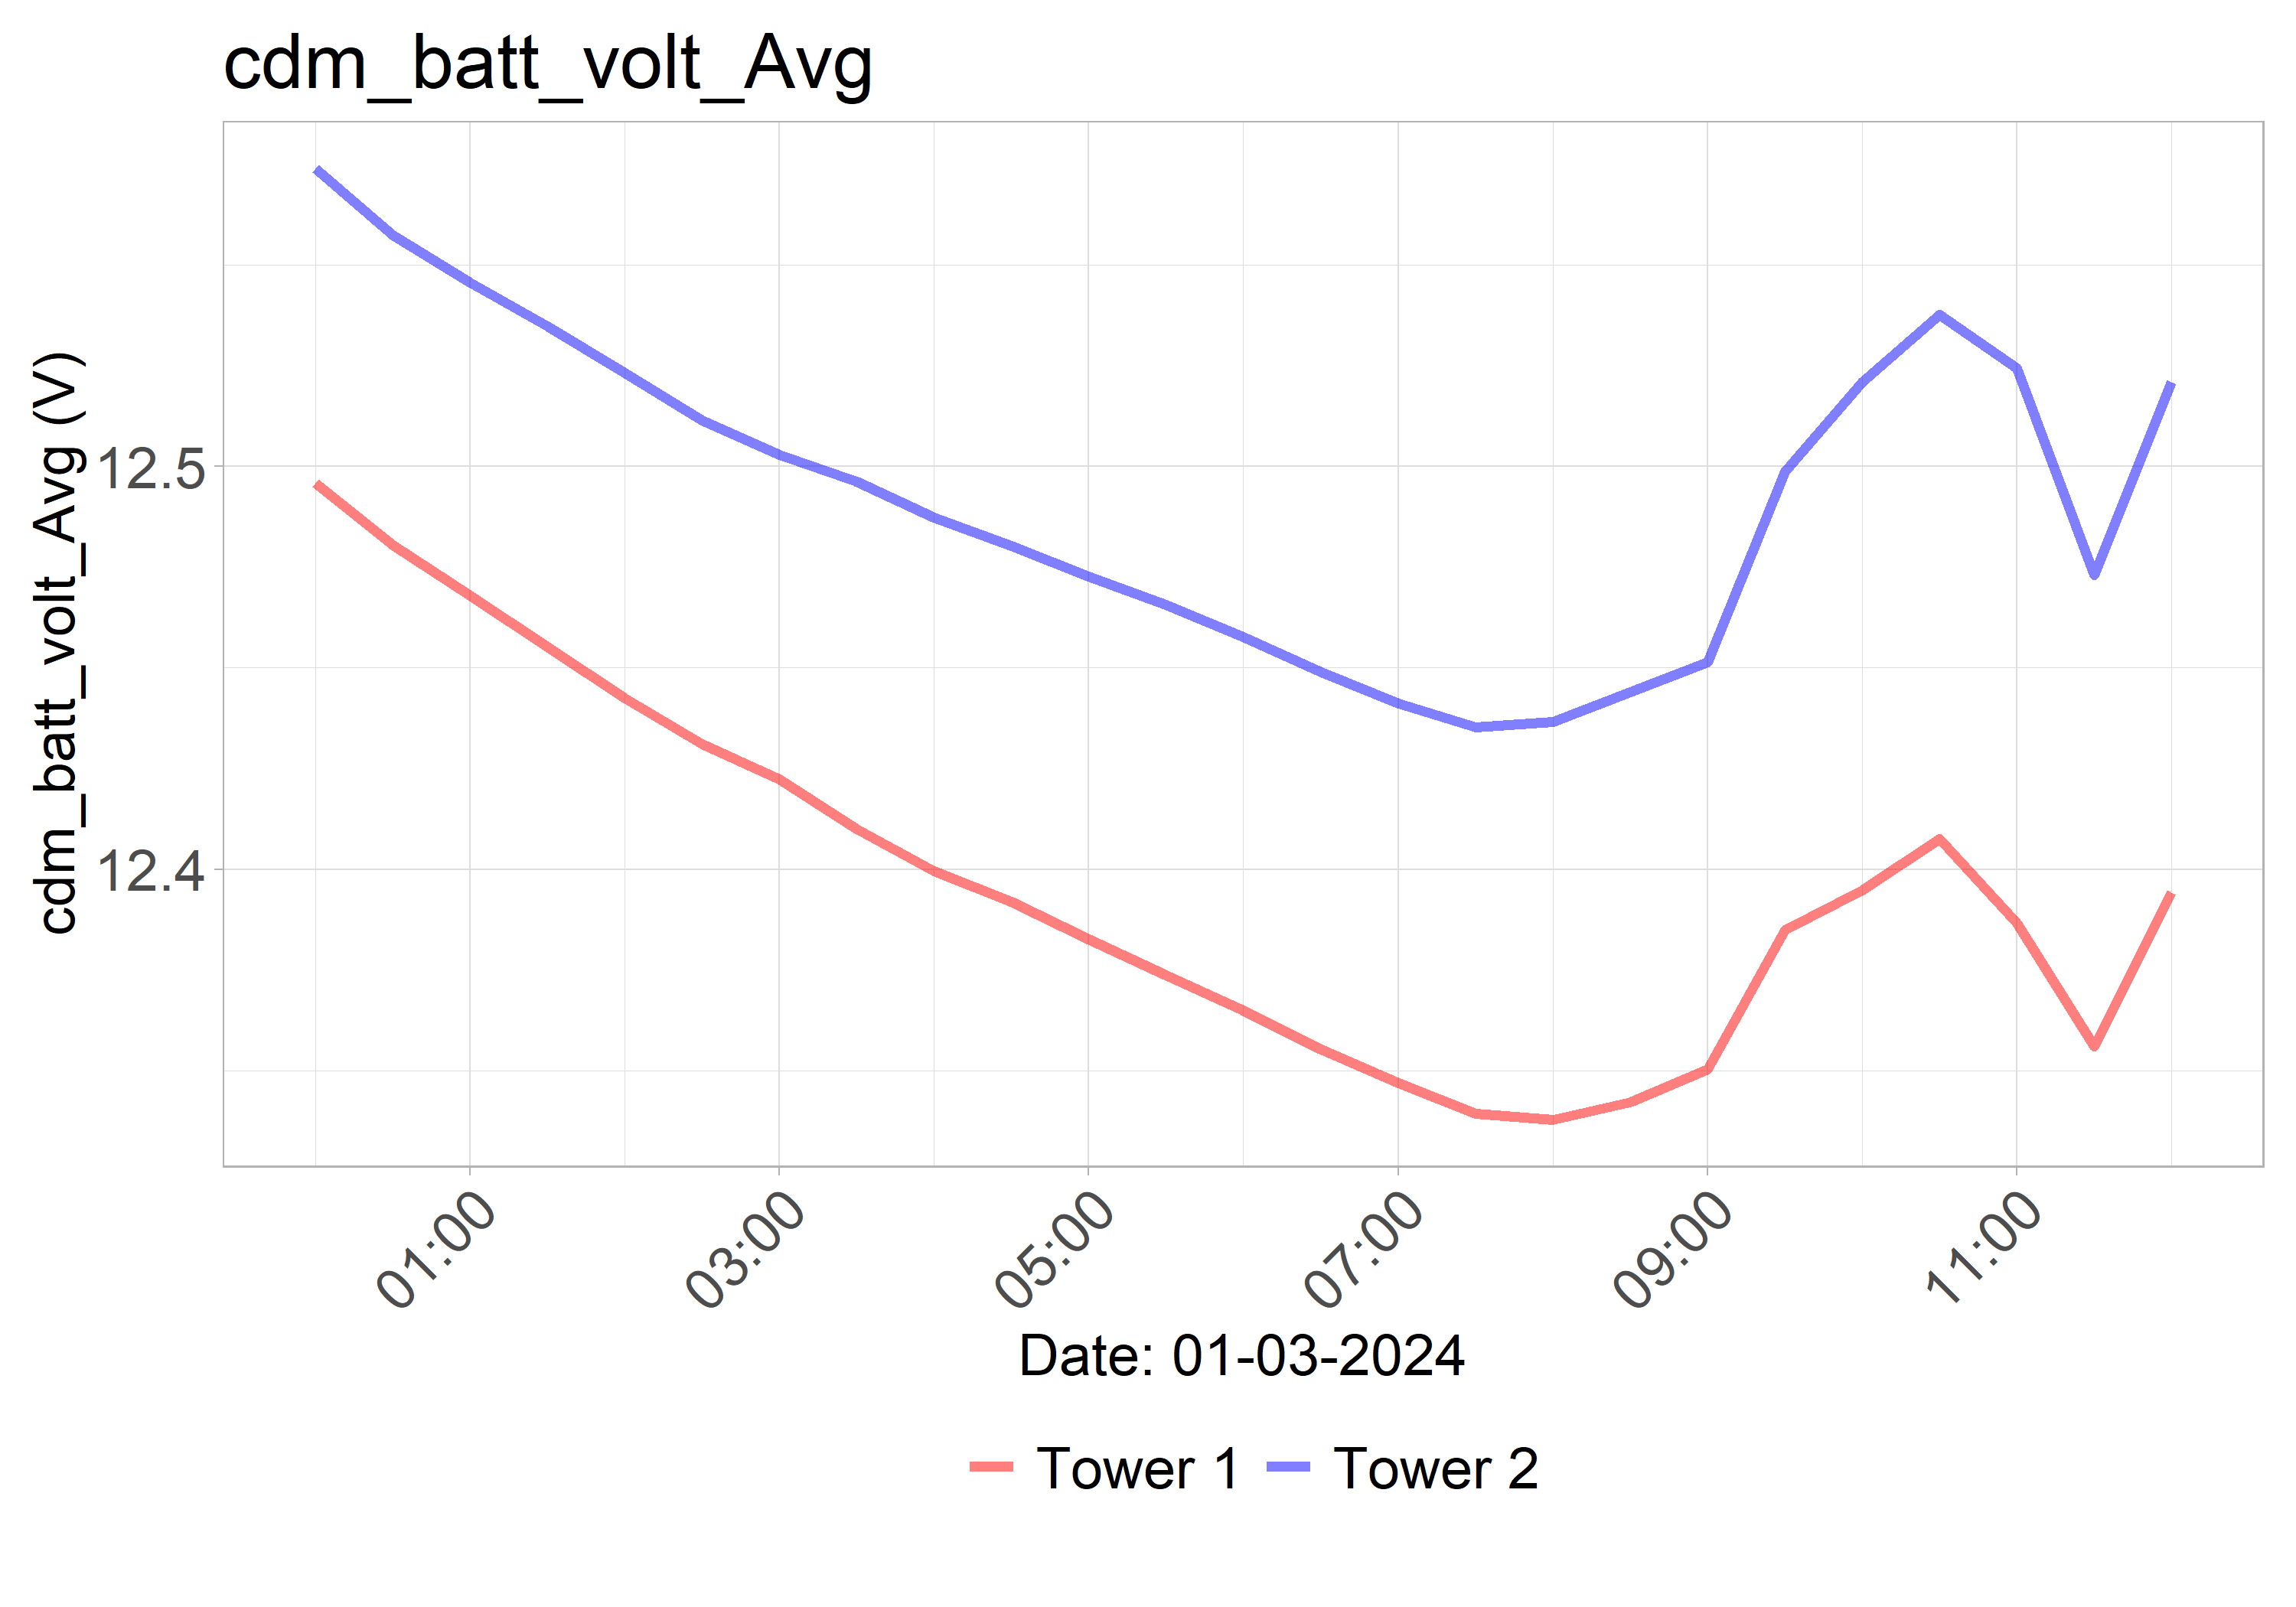 cdm_batt_volt_Avg
cdm_batt_volt_Avg (V)
12.5
12.4
01:00
03:00
05:00
07:00
09:00
11:00
Date: 01-03-2024
Tower 1
Tower 2